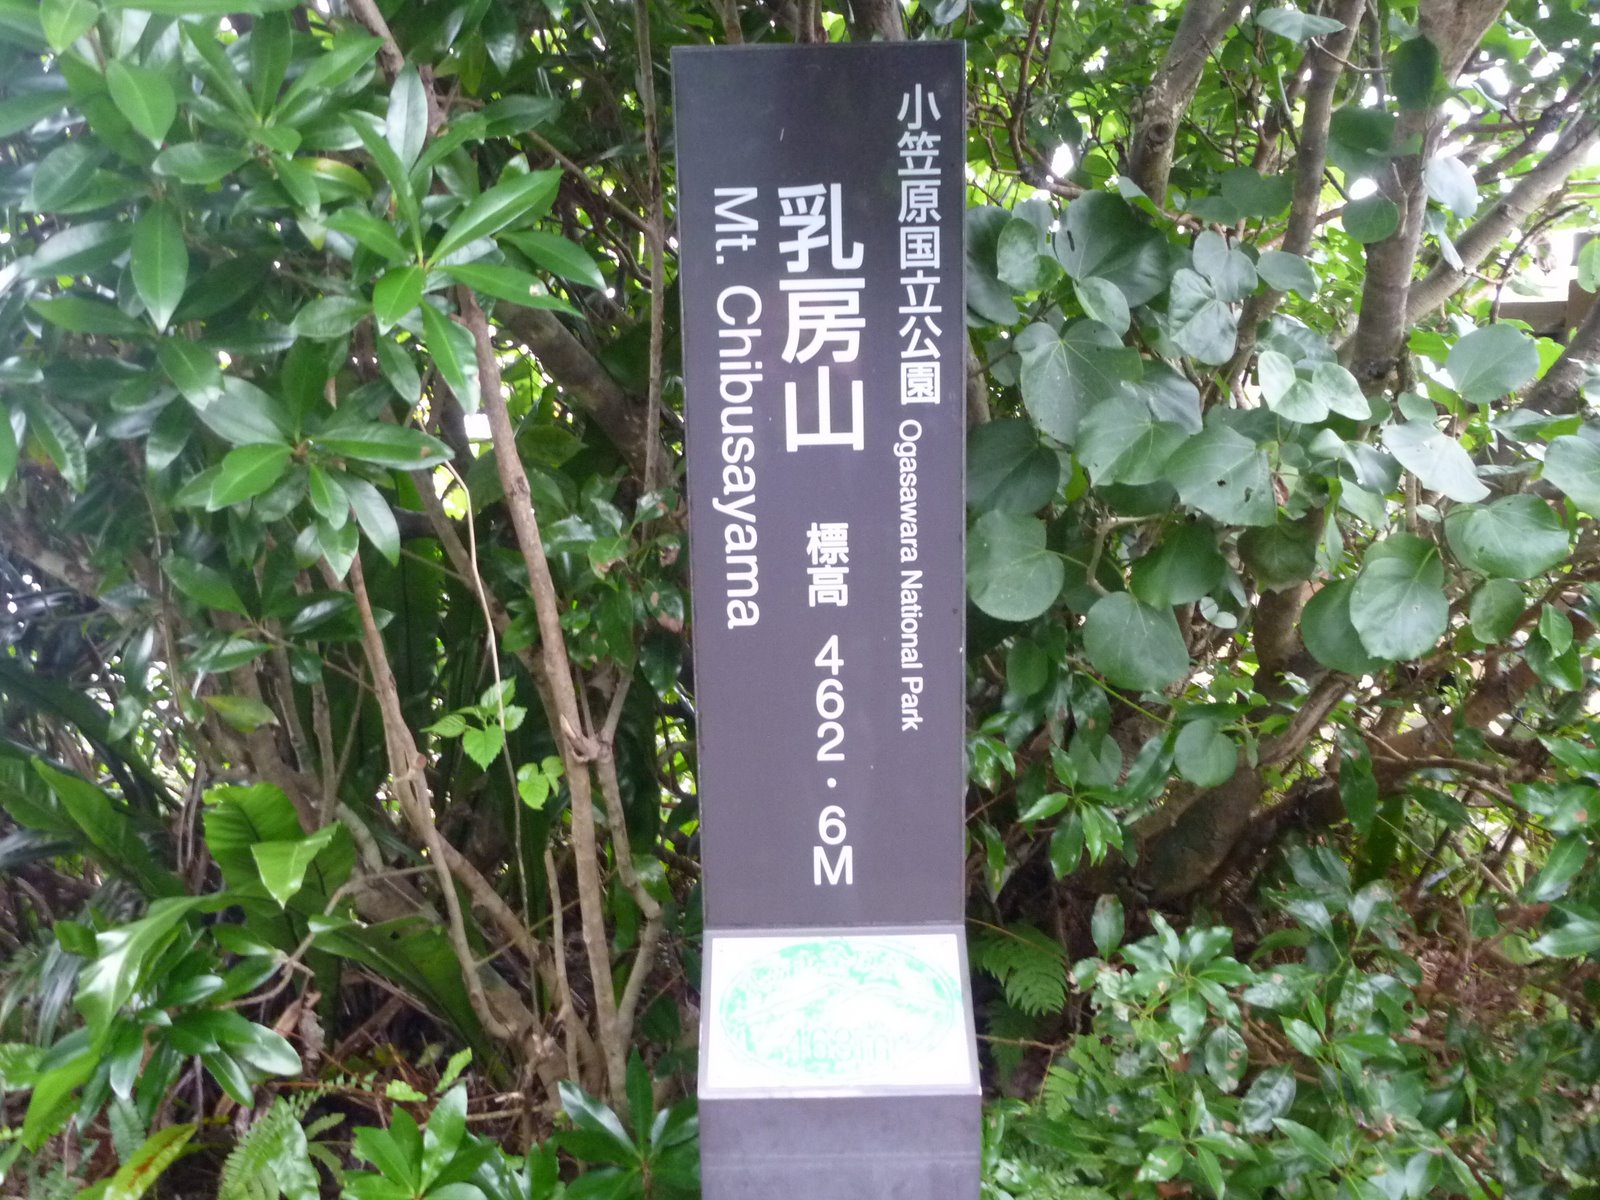 小笠原国立公園 Ogasawara National Park
乳房山 標高 462・6M
Mt. Chibusayama
463m